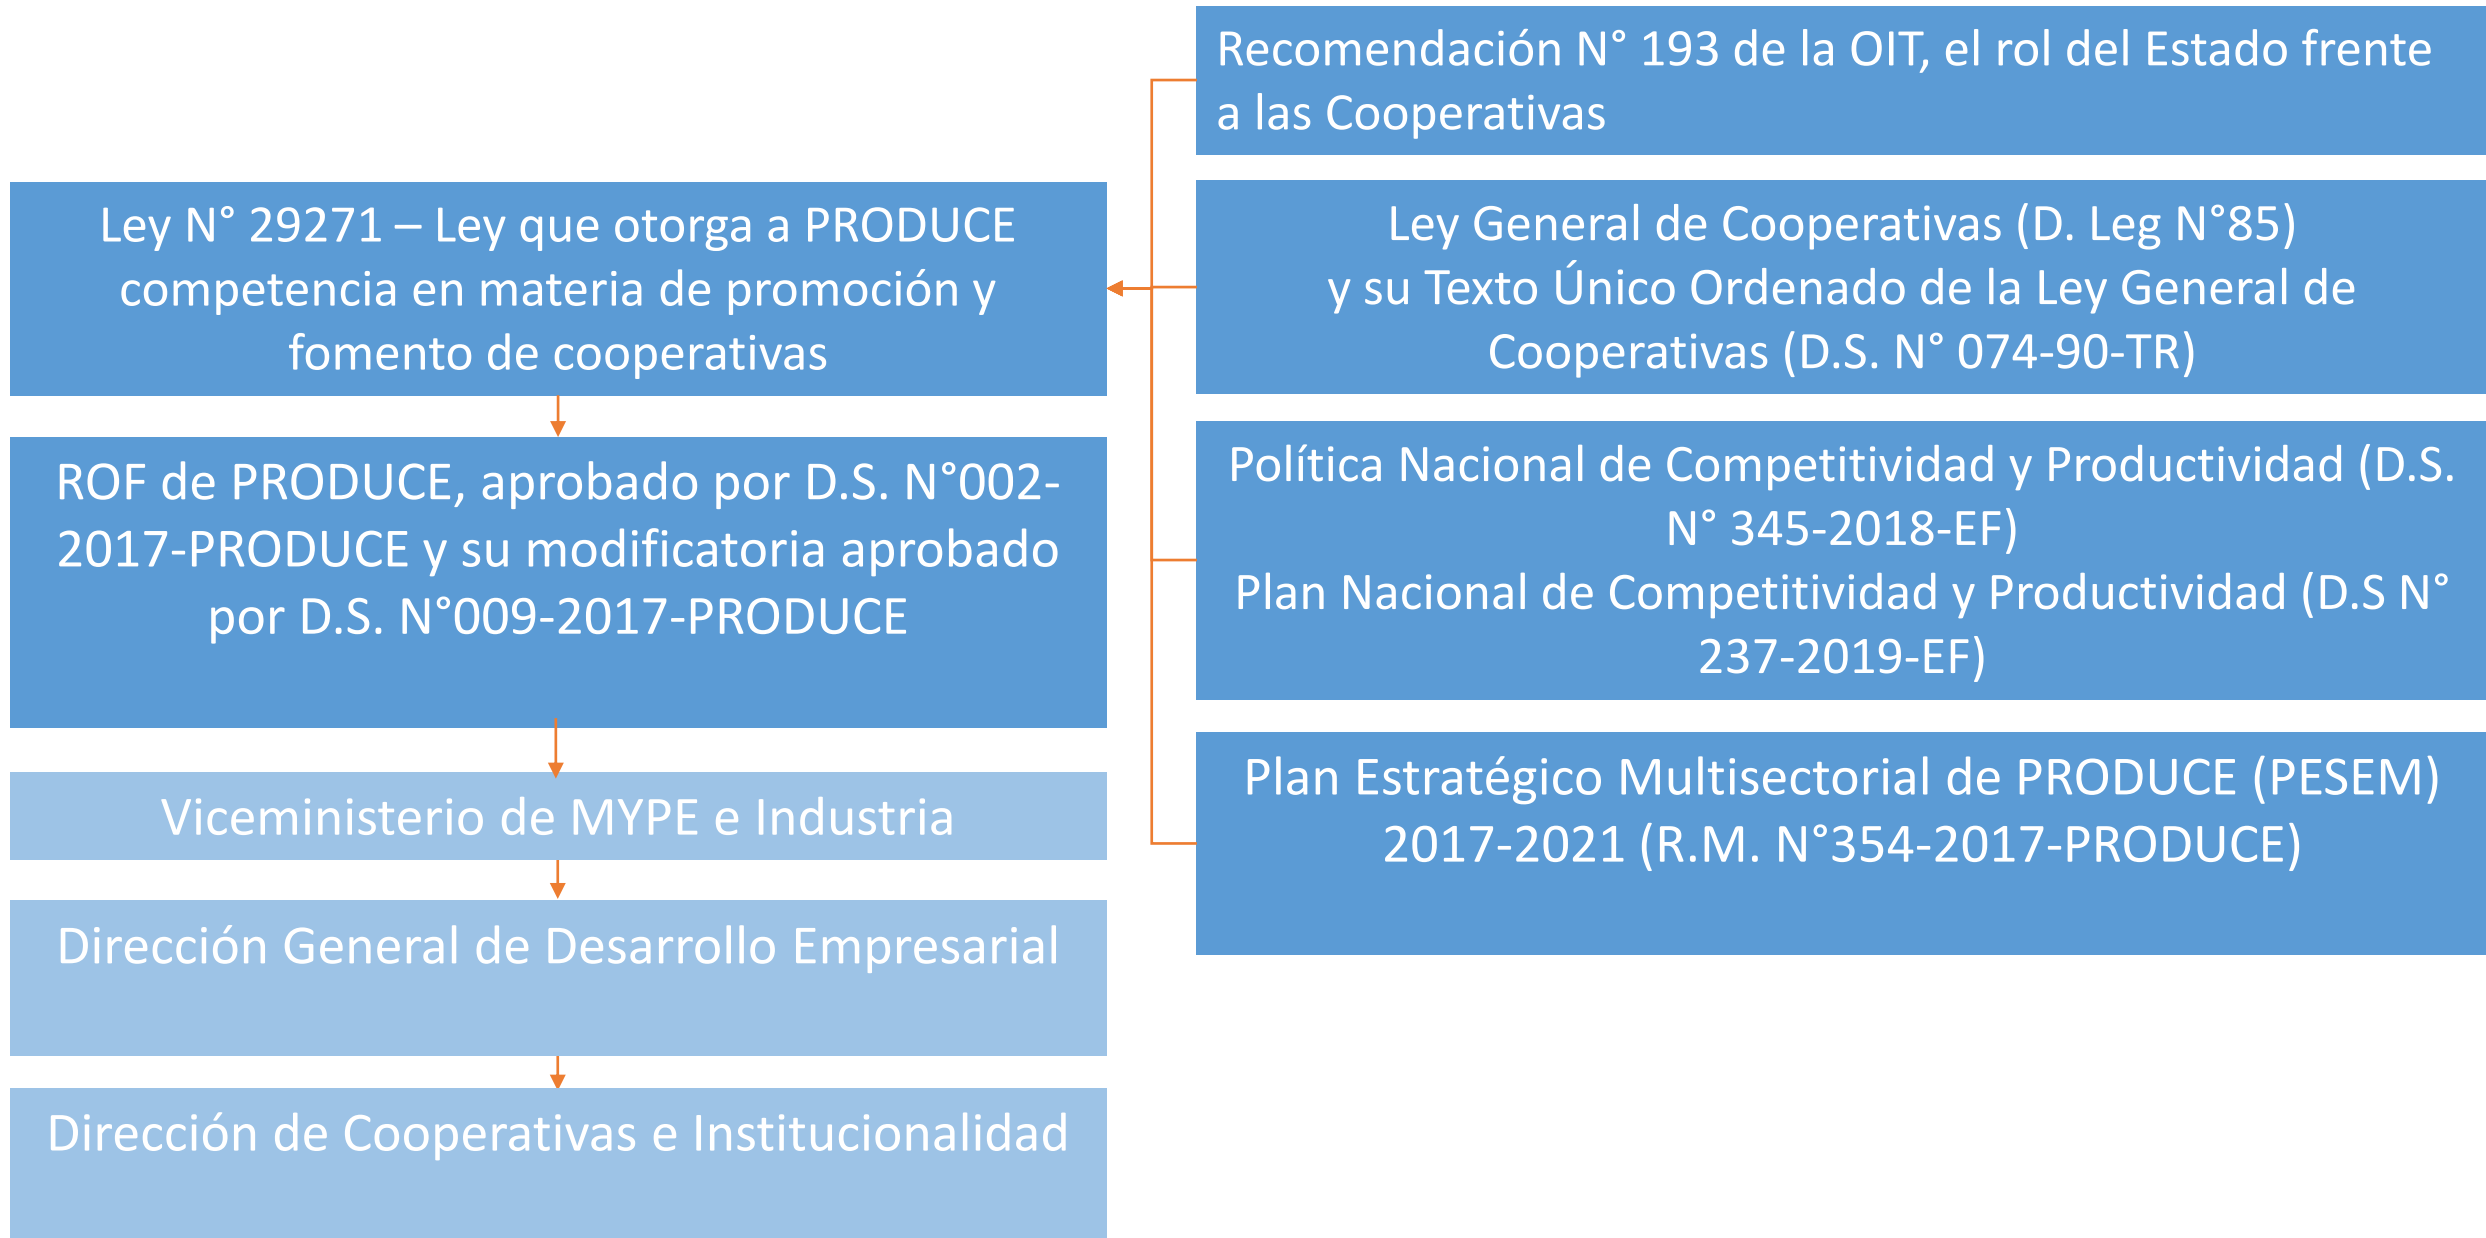 Recomendación N° 193 de la OIT, el rol del Estado frente
a las Cooperativas
Ley N° 29271 – Ley que otorga a PRODUCE
competencia en materia de promoción y
fomento de cooperativas
Ley General de Cooperativas (D. Leg N°85)
y su Texto Único Ordenado de la Ley General de
Cooperativas (D.S. N° 074-90-TR)
ROF de PRODUCE, aprobado por D.S. N°002-
2017-PRODUCE y su modificatoria aprobado
por D.S. N°009-2017-PRODUCE
Política Nacional de Competitividad y Productividad (D.S.
N° 345-2018-EF)
Plan Nacional de Competitividad y Productividad (D.S N°
237-2019-EF)
Viceministerio de MYPE e Industria
Plan Estratégico Multisectorial de PRODUCE (PESEM)
2017-2021 (R.M. N°354-2017-PRODUCE)
Dirección General de Desarrollo Empresarial
Dirección de Cooperativas e Institucionalidad